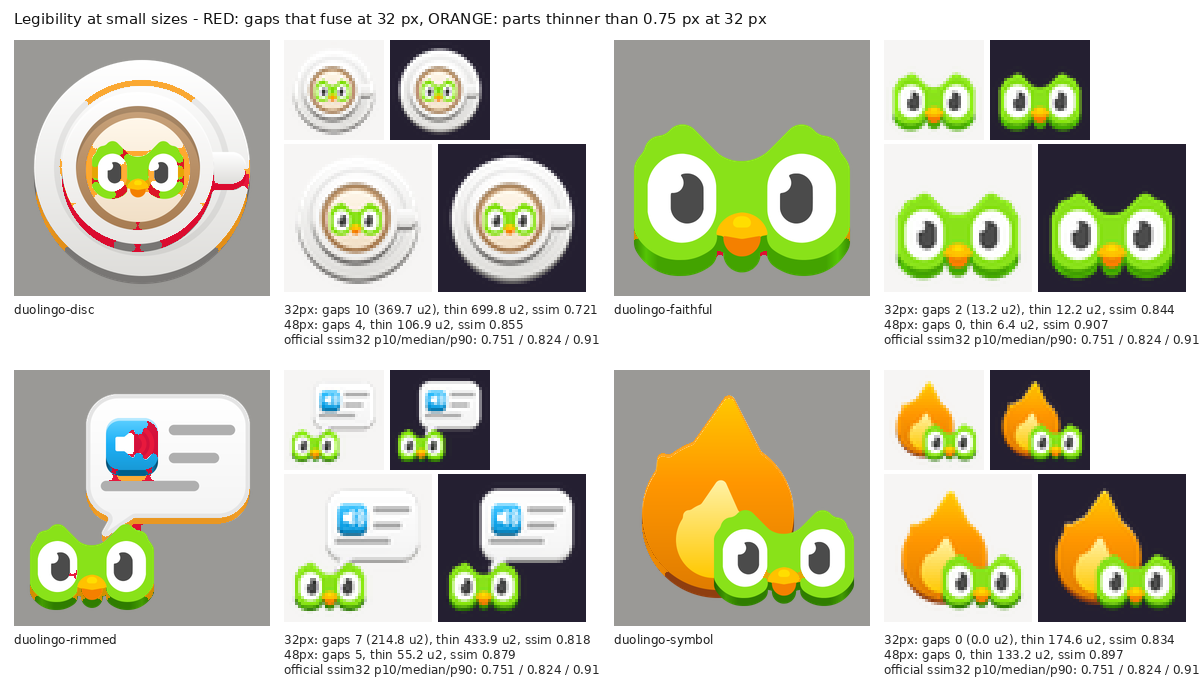 Legibility at small sizes - RED: gaps that fuse at 32 px, ORANGE: parts thinner than 0.75 px at 32 px
duolingo-disc
32px: gaps 10 (369.7 u2), thin 699.8 u2, ssim 0.721
48px: gaps 4, thin 106.9 u2, ssim 0.855
official ssim32 p10/median/p90: 0.751 / 0.824 / 0.91
duolingo-faithful
32px: gaps 2 (13.2 u2), thin 12.2 u2, ssim 0.844
48px: gaps 0, thin 6.4 u2, ssim 0.907
official ssim32 p10/median/p90: 0.751 / 0.824 / 0.91
duolingo-rimmed
32px: gaps 7 (214.8 u2), thin 433.9 u2, ssim 0.818
48px: gaps 5, thin 55.2 u2, ssim 0.879
official ssim32 p10/median/p90: 0.751 / 0.824 / 0.91
duolingo-symbol
32px: gaps 0 (0.0 u2), thin 174.6 u2, ssim 0.834
48px: gaps 0, thin 133.2 u2, ssim 0.897
official ssim32 p10/median/p90: 0.751 / 0.824 / 0.91